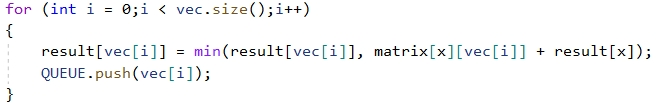 for (int i = 0;i < vec.size();i++)
{
result[vec[i]] = min(result[vec[i]], matrix[x][vec[i]] + result[x]);
QUEUE.push(vec[i]);
}